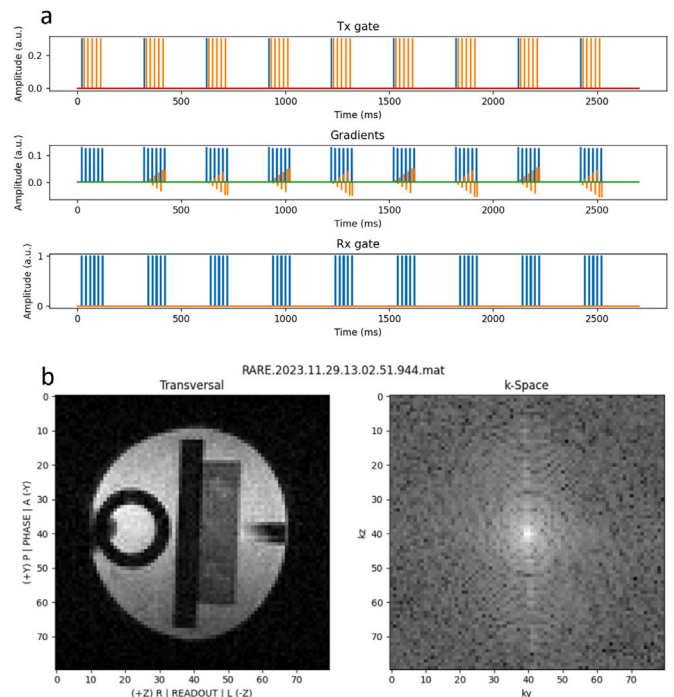 a
Tx gate
Amplitude (a.u.)
0.2
0.0
0 500 1000 1500 2000 2500
Time (ms)
Gradients
Amplitude (a.u.)
0.1
0.0
0 500 1000 1500 2000 2500
Time (ms)
Rx gate
Amplitude (a.u.)
1
0
0 500 1000 1500 2000 2500
Time (ms)
b
RARE.2023.11.29.13.02.51.944.mat
Transversal
(+Y) P | PHASE | A (-Y)
0
10
20
30
40
50
60
70
0 10 20 30 40 50 60 70
(+Z) R | READOUT | L (-Z)
k-Space
kz
0
10
20
30
40
50
60
70
0 10 20 30 40 50 60 70
ky